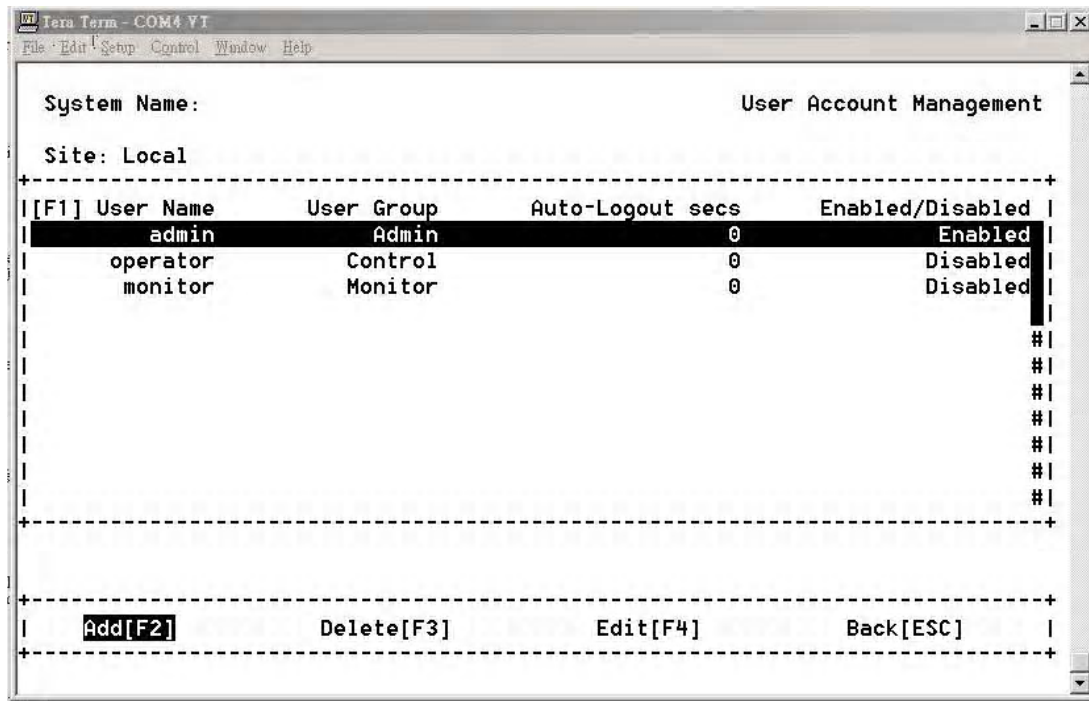 Tera Term - COM4 VT
File Edit Setup Control Window Help
System Name: User Account Management
Site: Local
[F1] User Name User Group Auto-Logout secs Enabled/Disabled
admin Admin 0 Enabled
operator Control 0 Disabled
monitor Monitor 0 Disabled
#
#
#
#
#
#
#
Add[F2] Delete[F3] Edit[F4] Back[ESC]